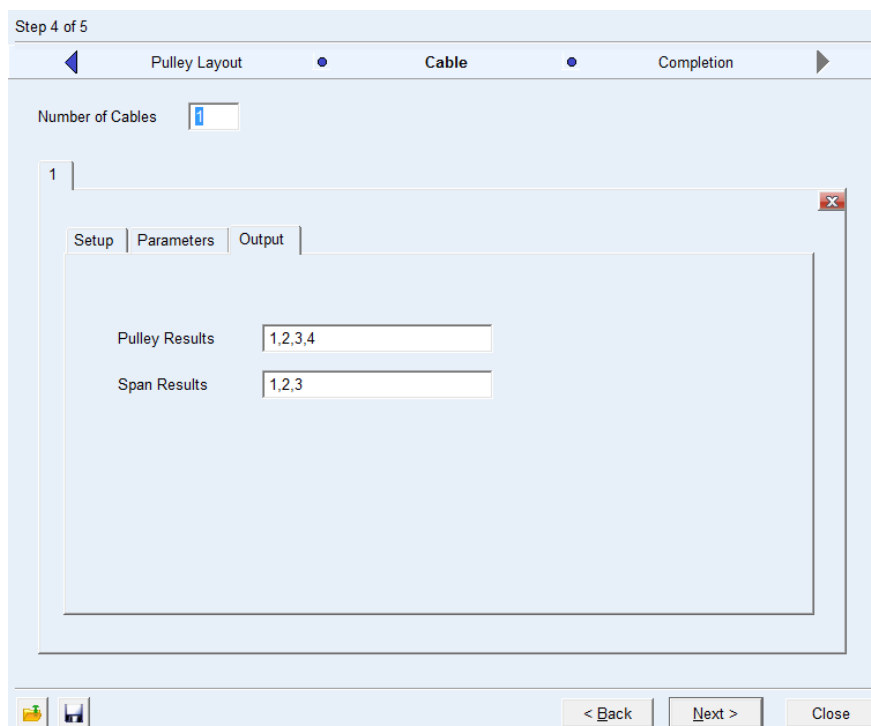 Step 4 of 5
Pulley Layout Cable Completion
Number of Cables 1
1
x
Setup Parameters Output
Pulley Results 1,2,3,4
Span Results 1,2,3
< Back Next > Close